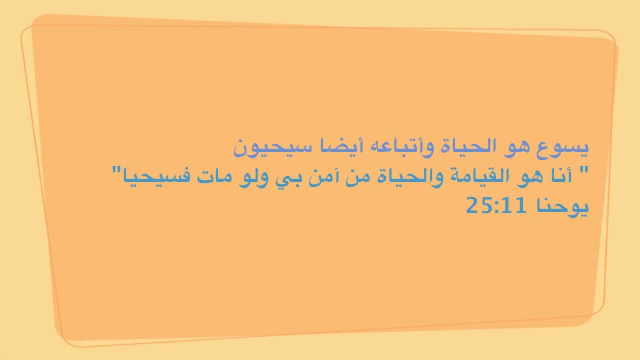 يسوع هو الحياة وأتباعه أيضا سيحيون
" أنا هو القيامة والحياة من آمن بي ولو مات فسيحيا"
يوحنا 25:11